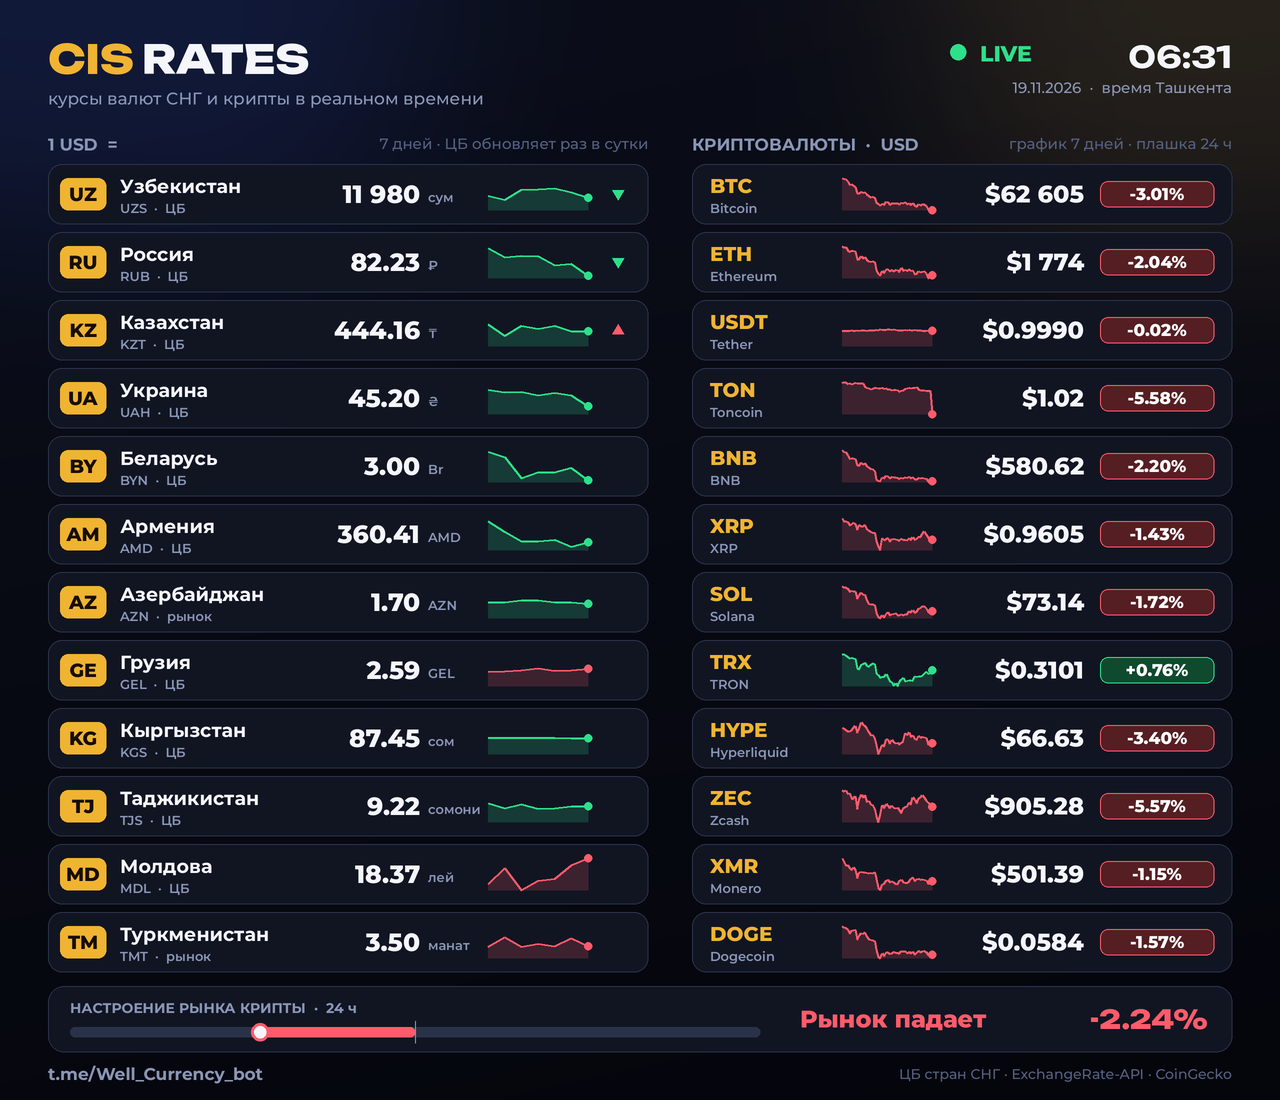 CIS RATES
курсы валют СНГ и крипты в реальном времени
LIVE
06:31
19.11.2026 · время Ташкента
1 USD =
7 дней · ЦБ обновляет раз в сутки
UZ Узбекистан 11 980 сум
UZS · ЦБ
RU Россия 82.23 ₽
RUB · ЦБ
KZ Казахстан 444.16 ₸
KZT · ЦБ
UA Украина 45.20 ₴
UAH · ЦБ
BY Беларусь 3.00 Br
BYN · ЦБ
AM Армения 360.41 AMD
AMD · ЦБ
AZ Азербайджан 1.70 AZN
AZN · рынок
GE Грузия 2.59 GEL
GEL · ЦБ
KG Кыргызстан 87.45 сом
KGS · ЦБ
TJ Таджикистан 9.22 сомони
TJS · ЦБ
MD Молдова 18.37 лей
MDL · ЦБ
TM Туркменистан 3.50 манат
TMT · рынок
КРИПТОВАЛЮТЫ · USD
график 7 дней · плашка 24 ч
BTC $62 605 -3.01%
Bitcoin
ETH $1 774 -2.04%
Ethereum
USDT $0.9990 -0.02%
Tether
TON $1.02 -5.58%
Toncoin
BNB $580.62 -2.20%
BNB
XRP $0.9605 -1.43%
XRP
SOL $73.14 -1.72%
Solana
TRX $0.3101 +0.76%
TRON
HYPE $66.63 -3.40%
Hyperliquid
ZEC $905.28 -5.57%
Zcash
XMR $501.39 -1.15%
Monero
DOGE $0.0584 -1.57%
Dogecoin
НАСТРОЕНИЕ РЫНКА КРИПТЫ · 24 ч
Рынок падает
-2.24%
t.me/Well_Currency_bot
ЦБ стран СНГ · ExchangeRate-API · CoinGecko